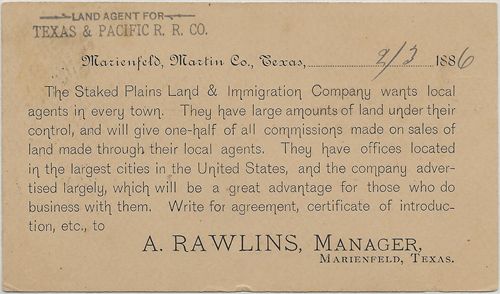 LAND AGENT FOR
TEXAS & PACIFIC R. R. CO.
Marienfeld, Martin Co., Texas, 2/3 1886
The Staked Plains Land & Immigration Company wants local
agents in every town. They have large amounts of land under their
control, and will give one-half of all commissions made on sales of
land made through their local agents. They have offices located
in the largest cities in the United States, and the company adver-
tised largely, which will be a great advantage for those who do
business with them. Write for agreement, certificate of introduc-
tion, etc., to
A. RAWLINS, MANAGER,
MARIENFELD, TEXAS.